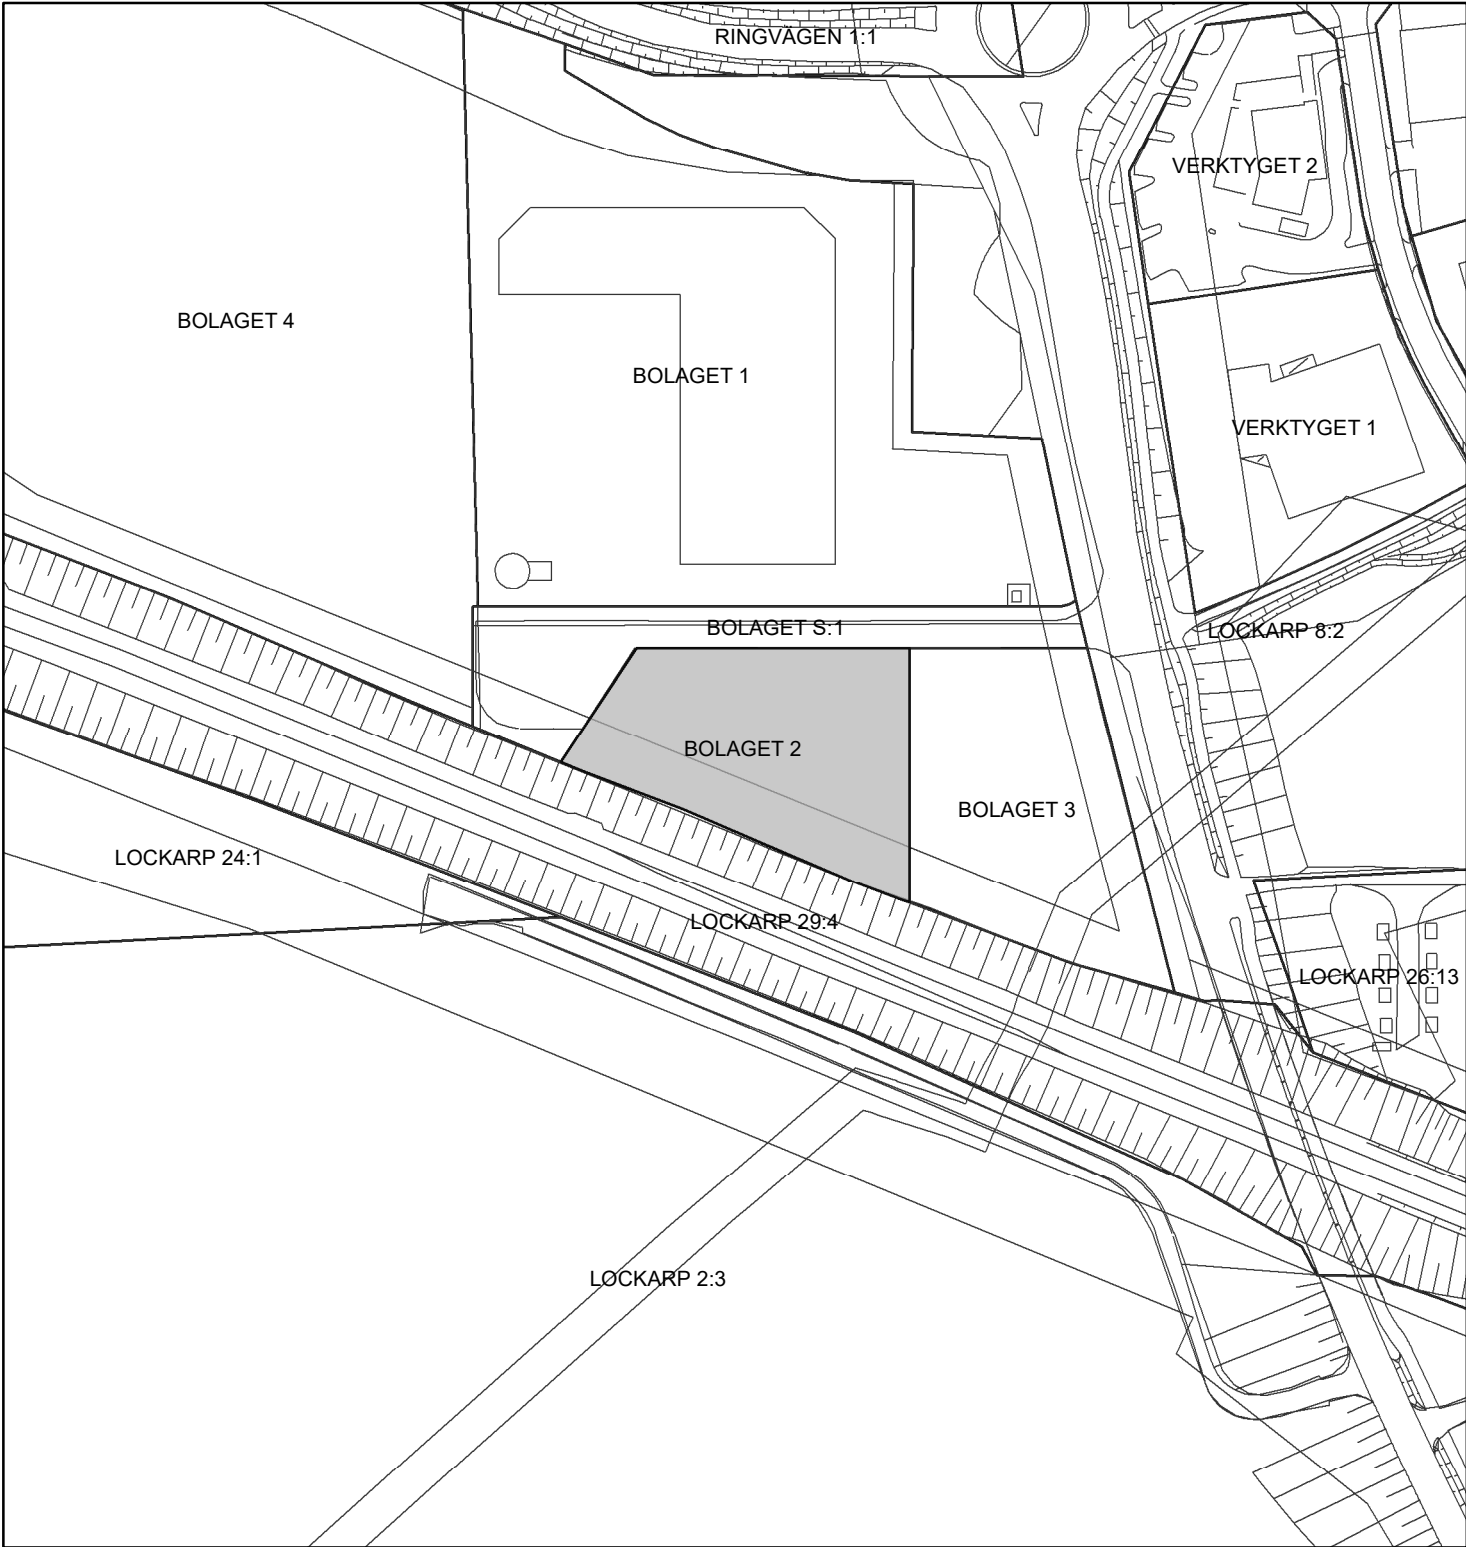 RINGVÄGEN 1:1
VERKTYGET 2
BOLAGET 4
BOLAGET 1
VERKTYGET 1
BOLAGET S:1
LOCKARP 8:2
BOLAGET 2
BOLAGET 3
LOCKARP 24:1
LOCKARP 29:4
LOCKARP 26:13
LOCKARP 2:3